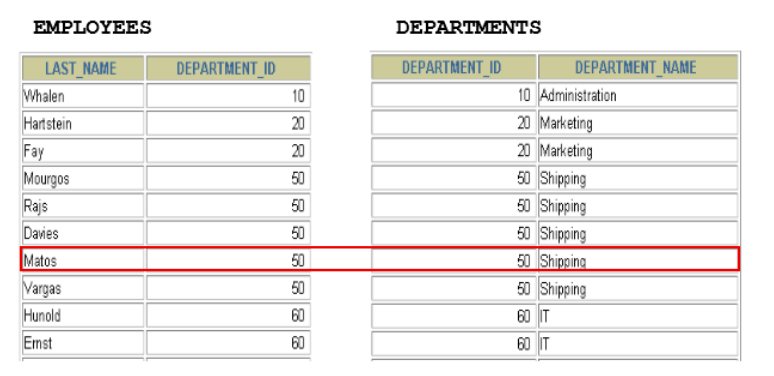 EMPLOYEES DEPARTMENTS
LAST_NAME DEPARTMENT_ID DEPARTMENT_ID DEPARTMENT_NAME
Whalen 10 10 Administration
Hartstein 20 20 Marketing
Fay 20 20 Marketing
Mourgos 50 50 Shipping
Rajs 50 50 Shipping
Davies 50 50 Shipping
Matos 50 50 Shipping
Vargas 50 50 Shipping
Hunold 60 60 IT
Ernst 60 60 IT